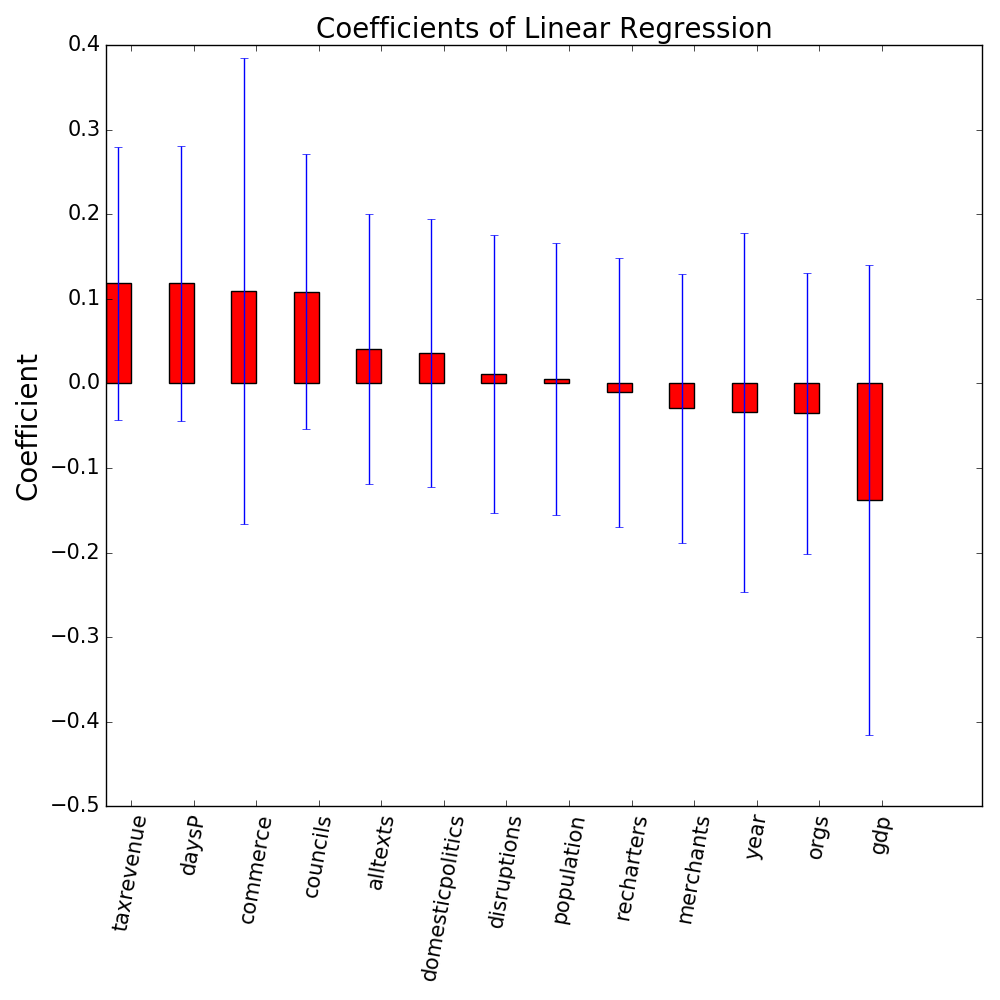 Coefficients of Linear Regression
0.4
0.3
0.2
0.1
0.0
−0.1
−0.2
−0.3
−0.4
−0.5
Coefficient
taxrevenue
daysP
commerce
councils
alltexts
domesticpolitics
disruptions
population
recharters
merchants
year
orgs
gdp